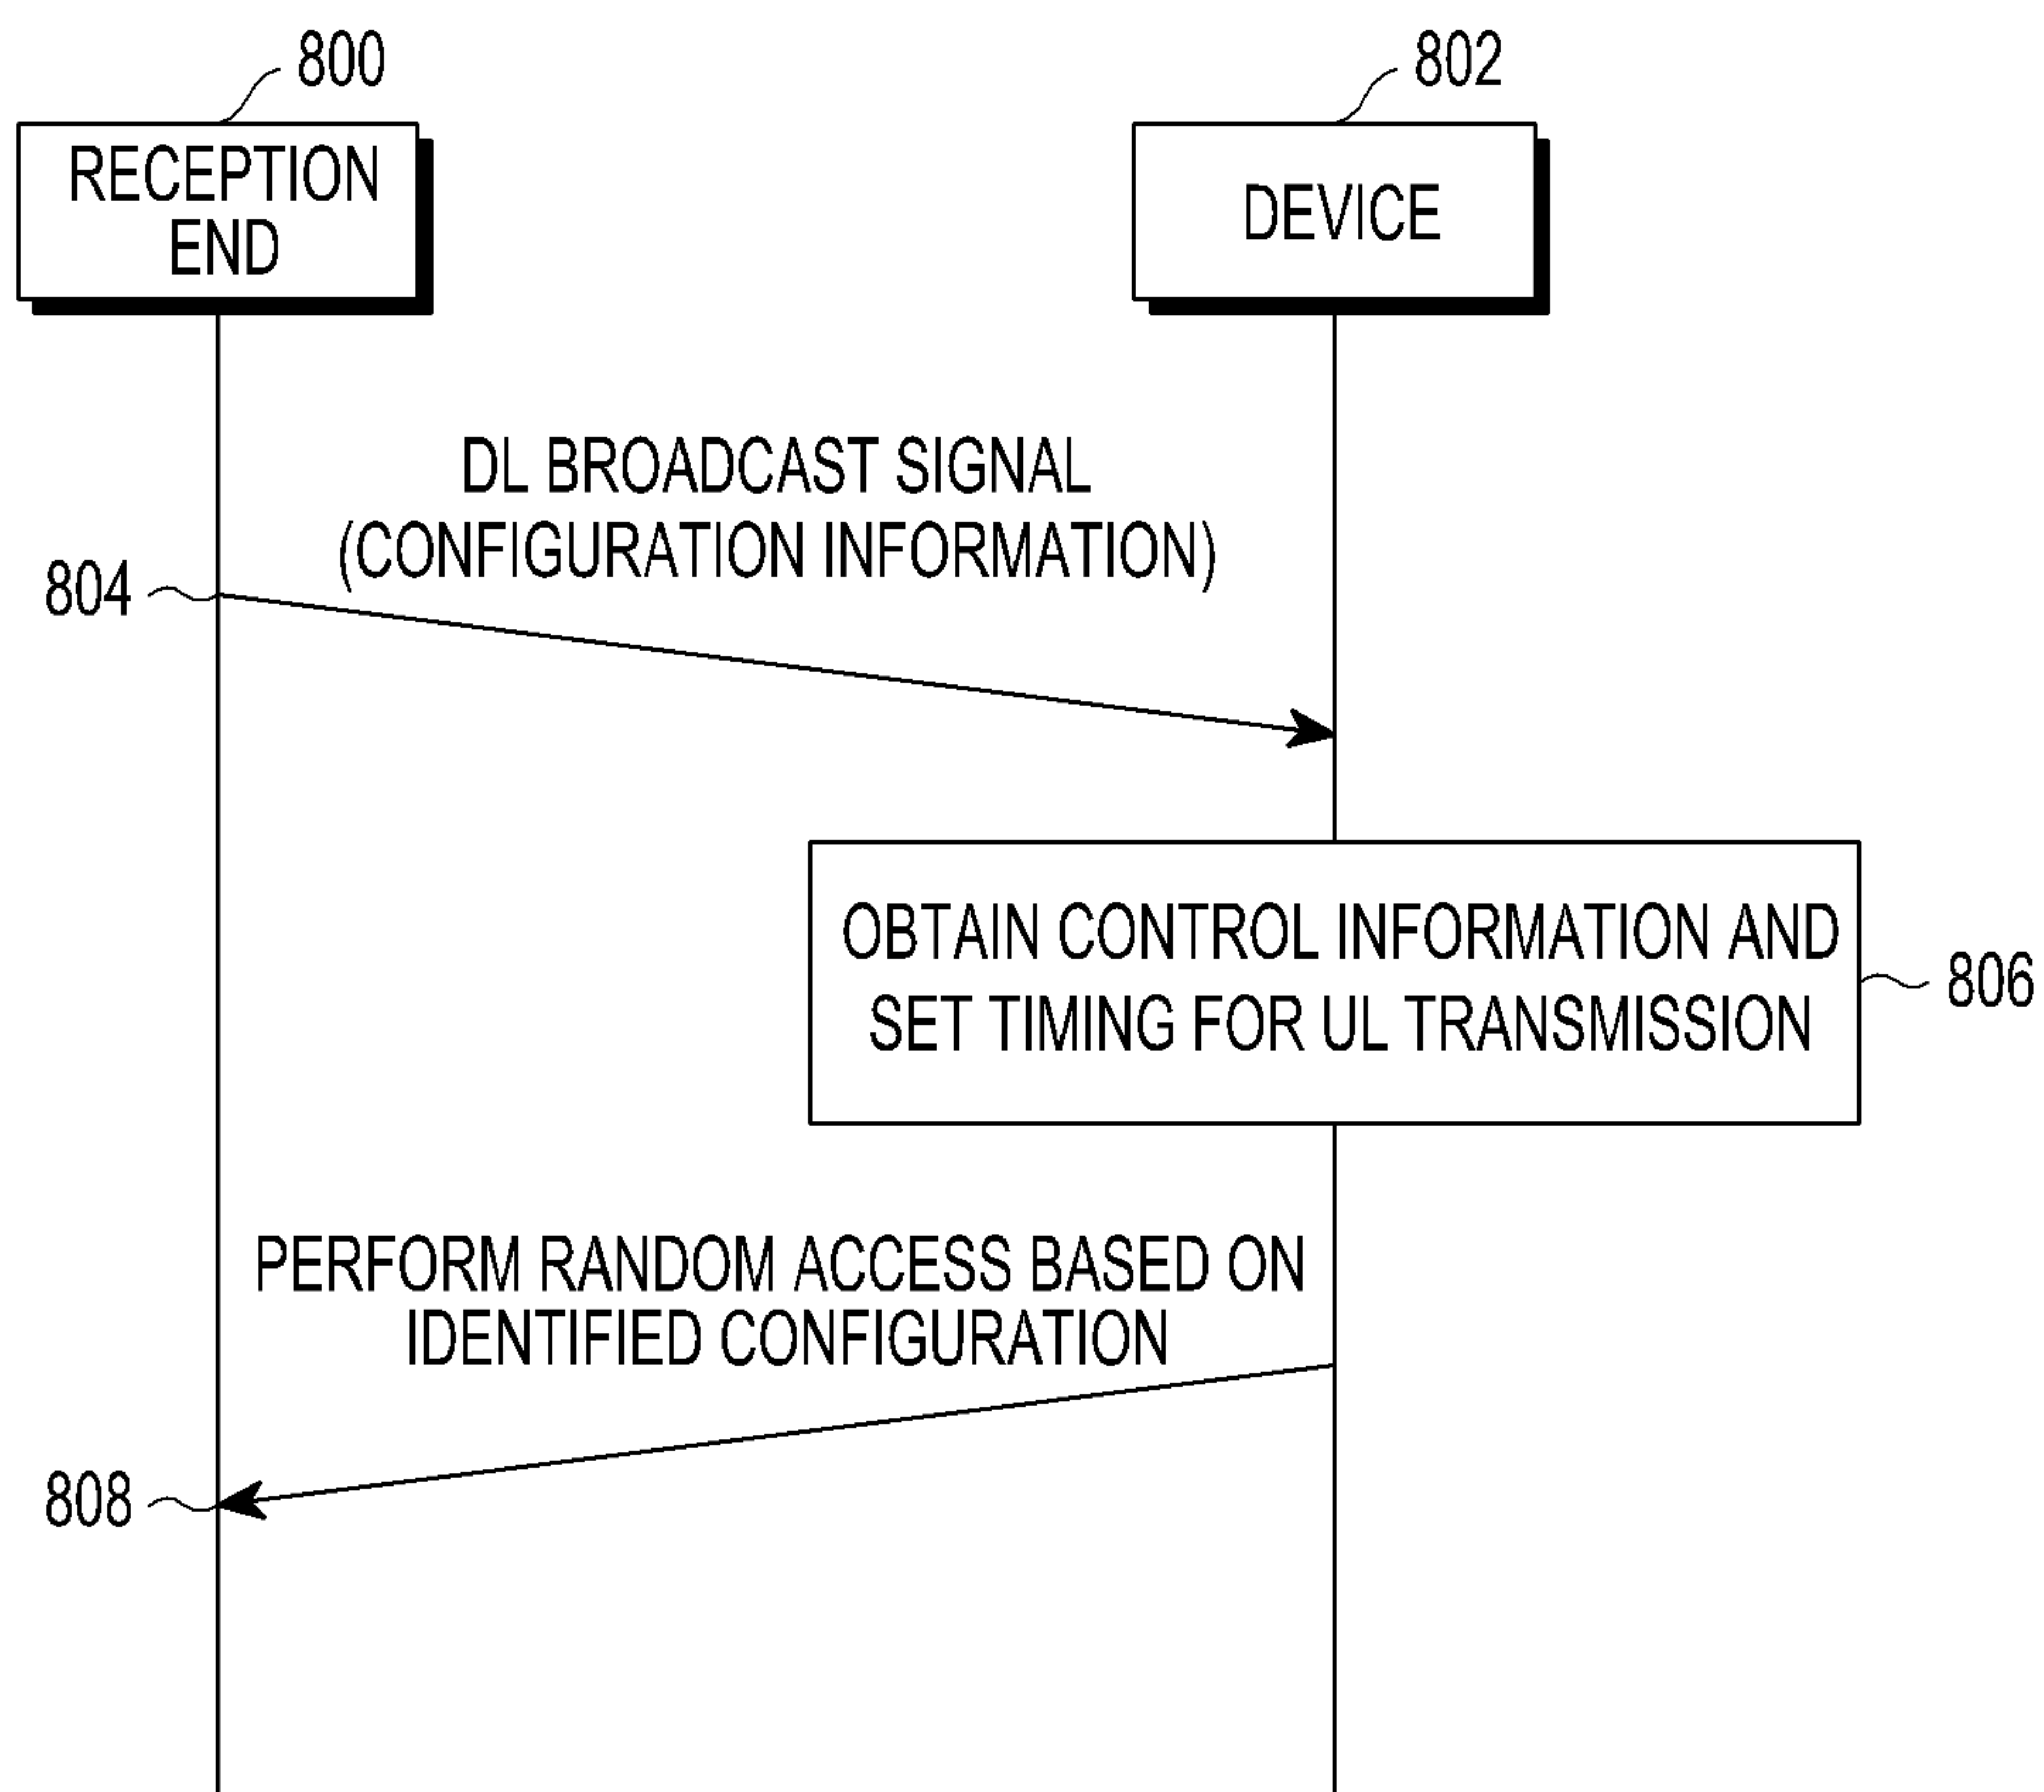 800
802
RECEPTION
END
DEVICE
DL BROADCAST SIGNAL
(CONFIGURATION INFORMATION)
804
OBTAIN CONTROL INFORMATION AND
SET TIMING FOR UL TRANSMISSION
806
PERFORM RANDOM ACCESS BASED ON
IDENTIFIED CONFIGURATION
808